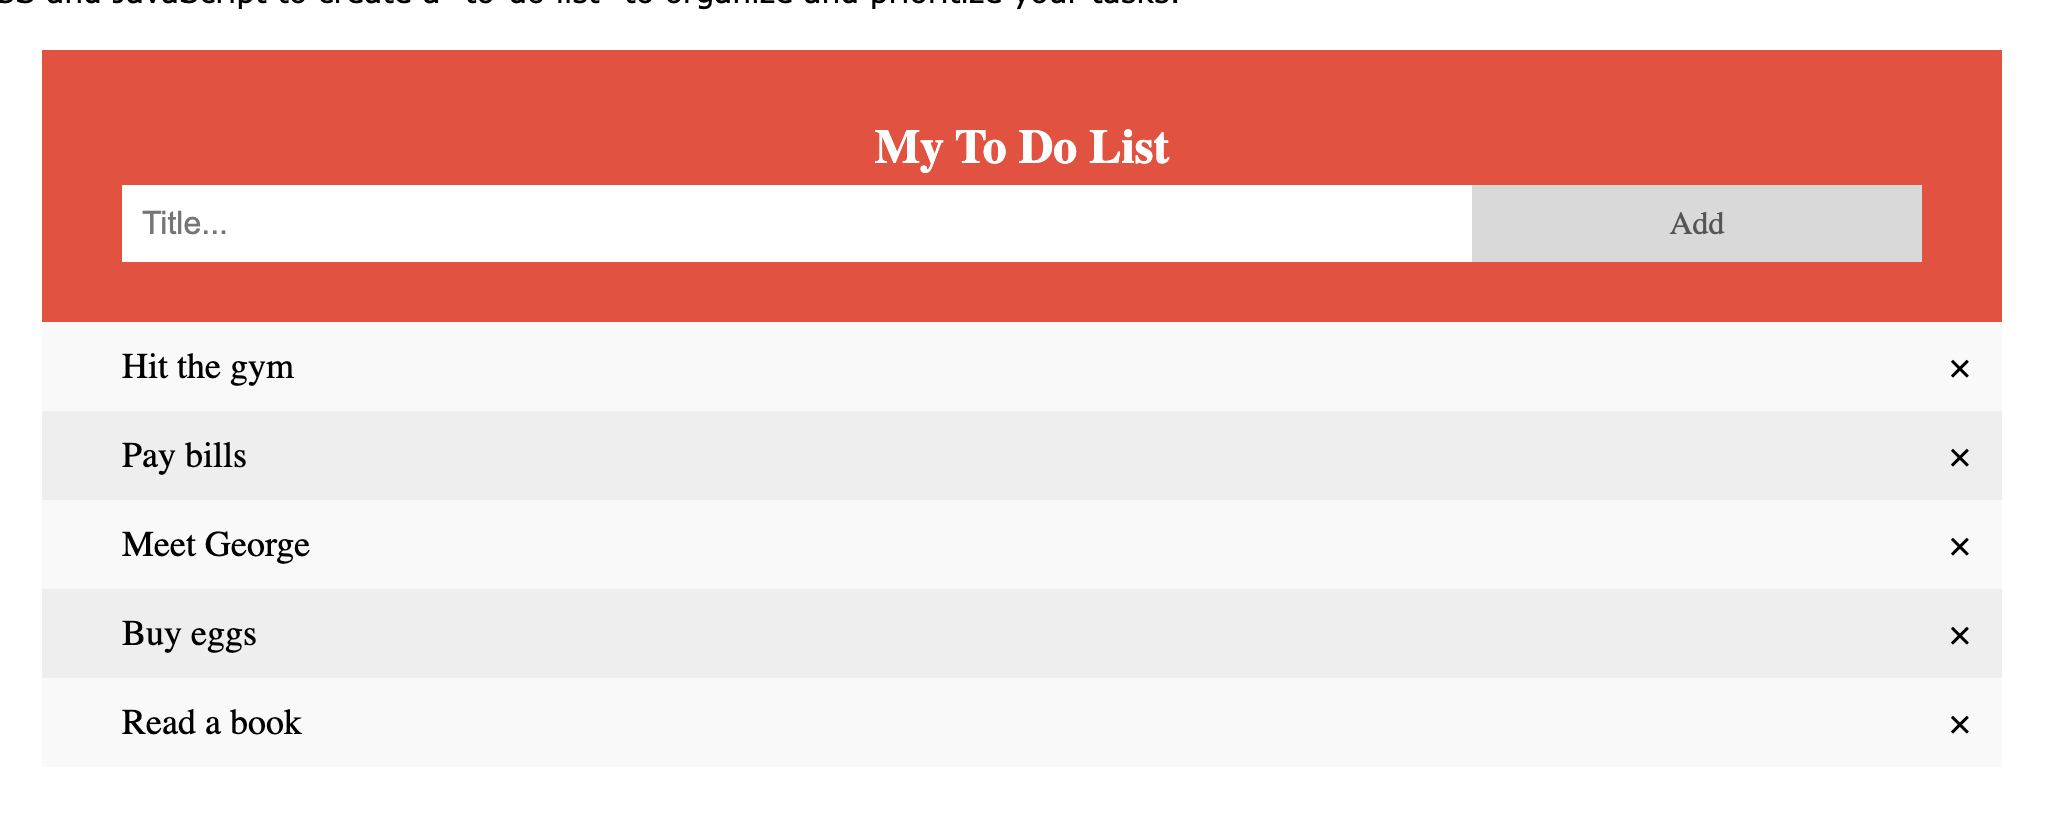 and JavaScript to create a "to-do list" to organize and prioritize your tasks.
My To Do List
Title...
Add
Hit the gym ×
Pay bills ×
Meet George ×
Buy eggs ×
Read a book ×